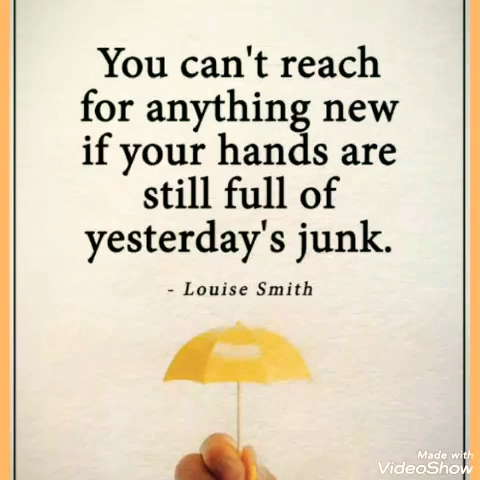 You can't reach
for anything new
if your hands are
still full of
yesterday's junk.
- Louise Smith
Made with
VideoShow